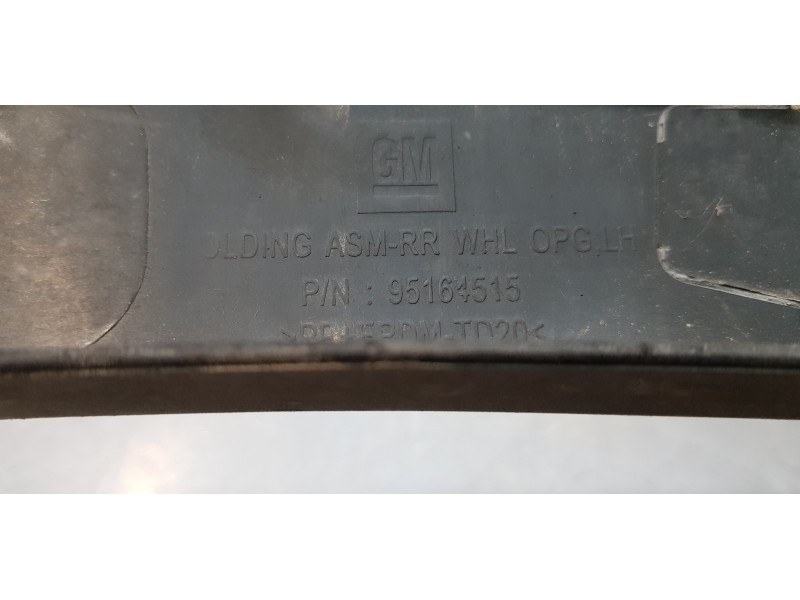 GM
OLDING ASM-RR WHL OPG,LH
P/N : 95164515